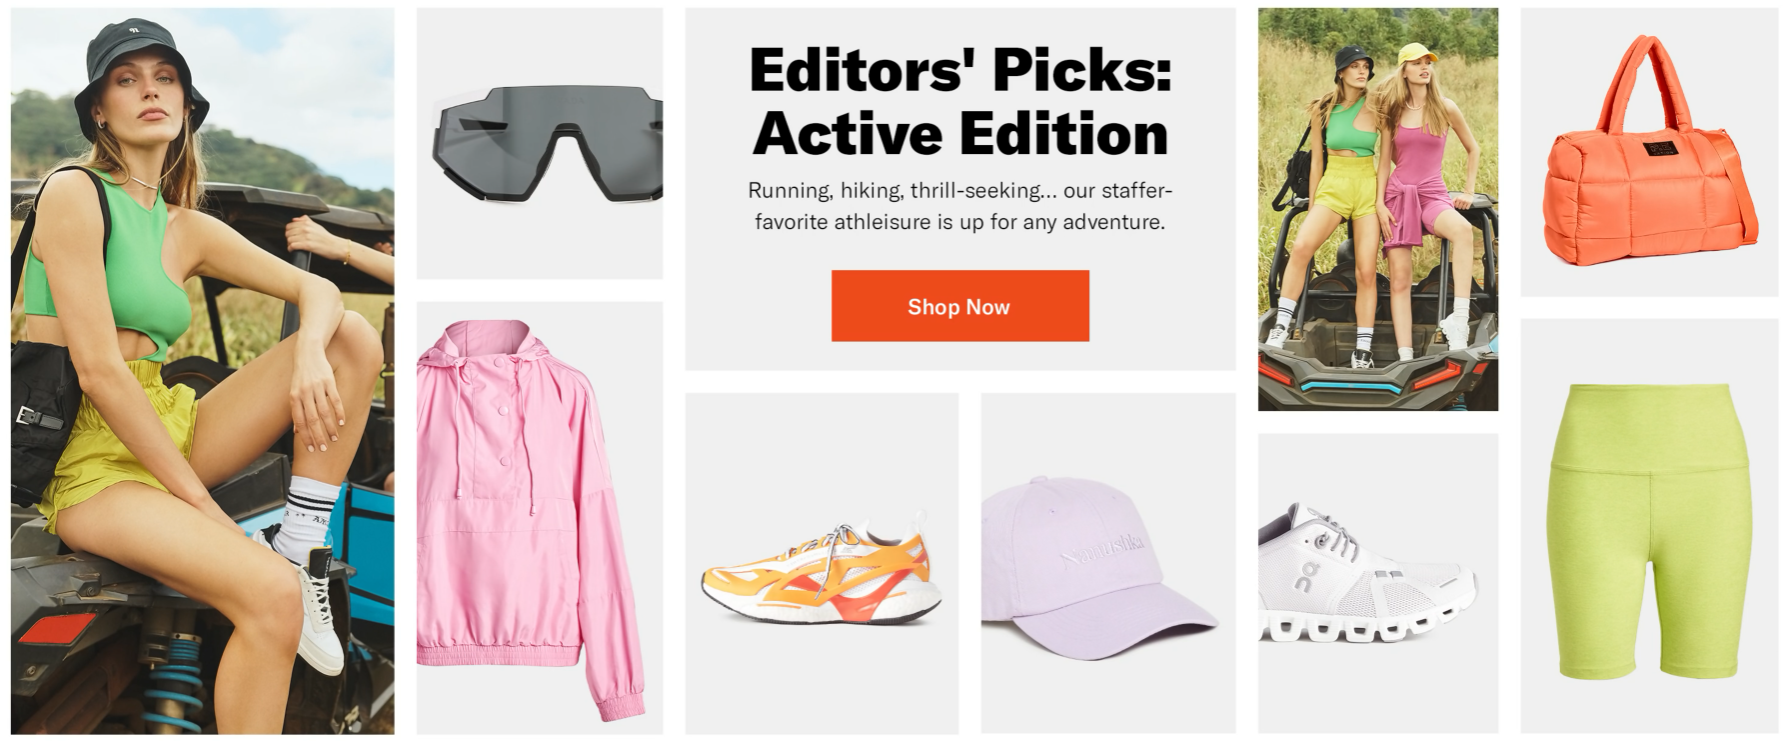 Editors' Picks:
Active Edition
Running, hiking, thrill-seeking... our staffer-
favorite athleisure is up for any adventure.
Shop Now
Nanushka